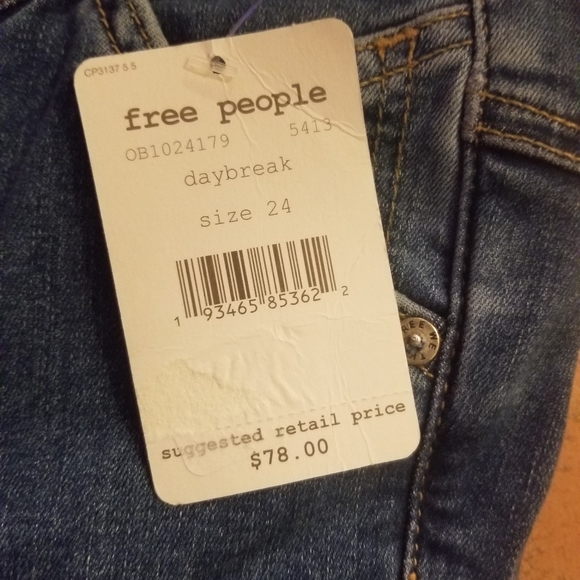 CP3137 5 5
free people
OB1024179 5413
daybreak
size 24
1 93465 85362 2
suggested retail price
$78.00